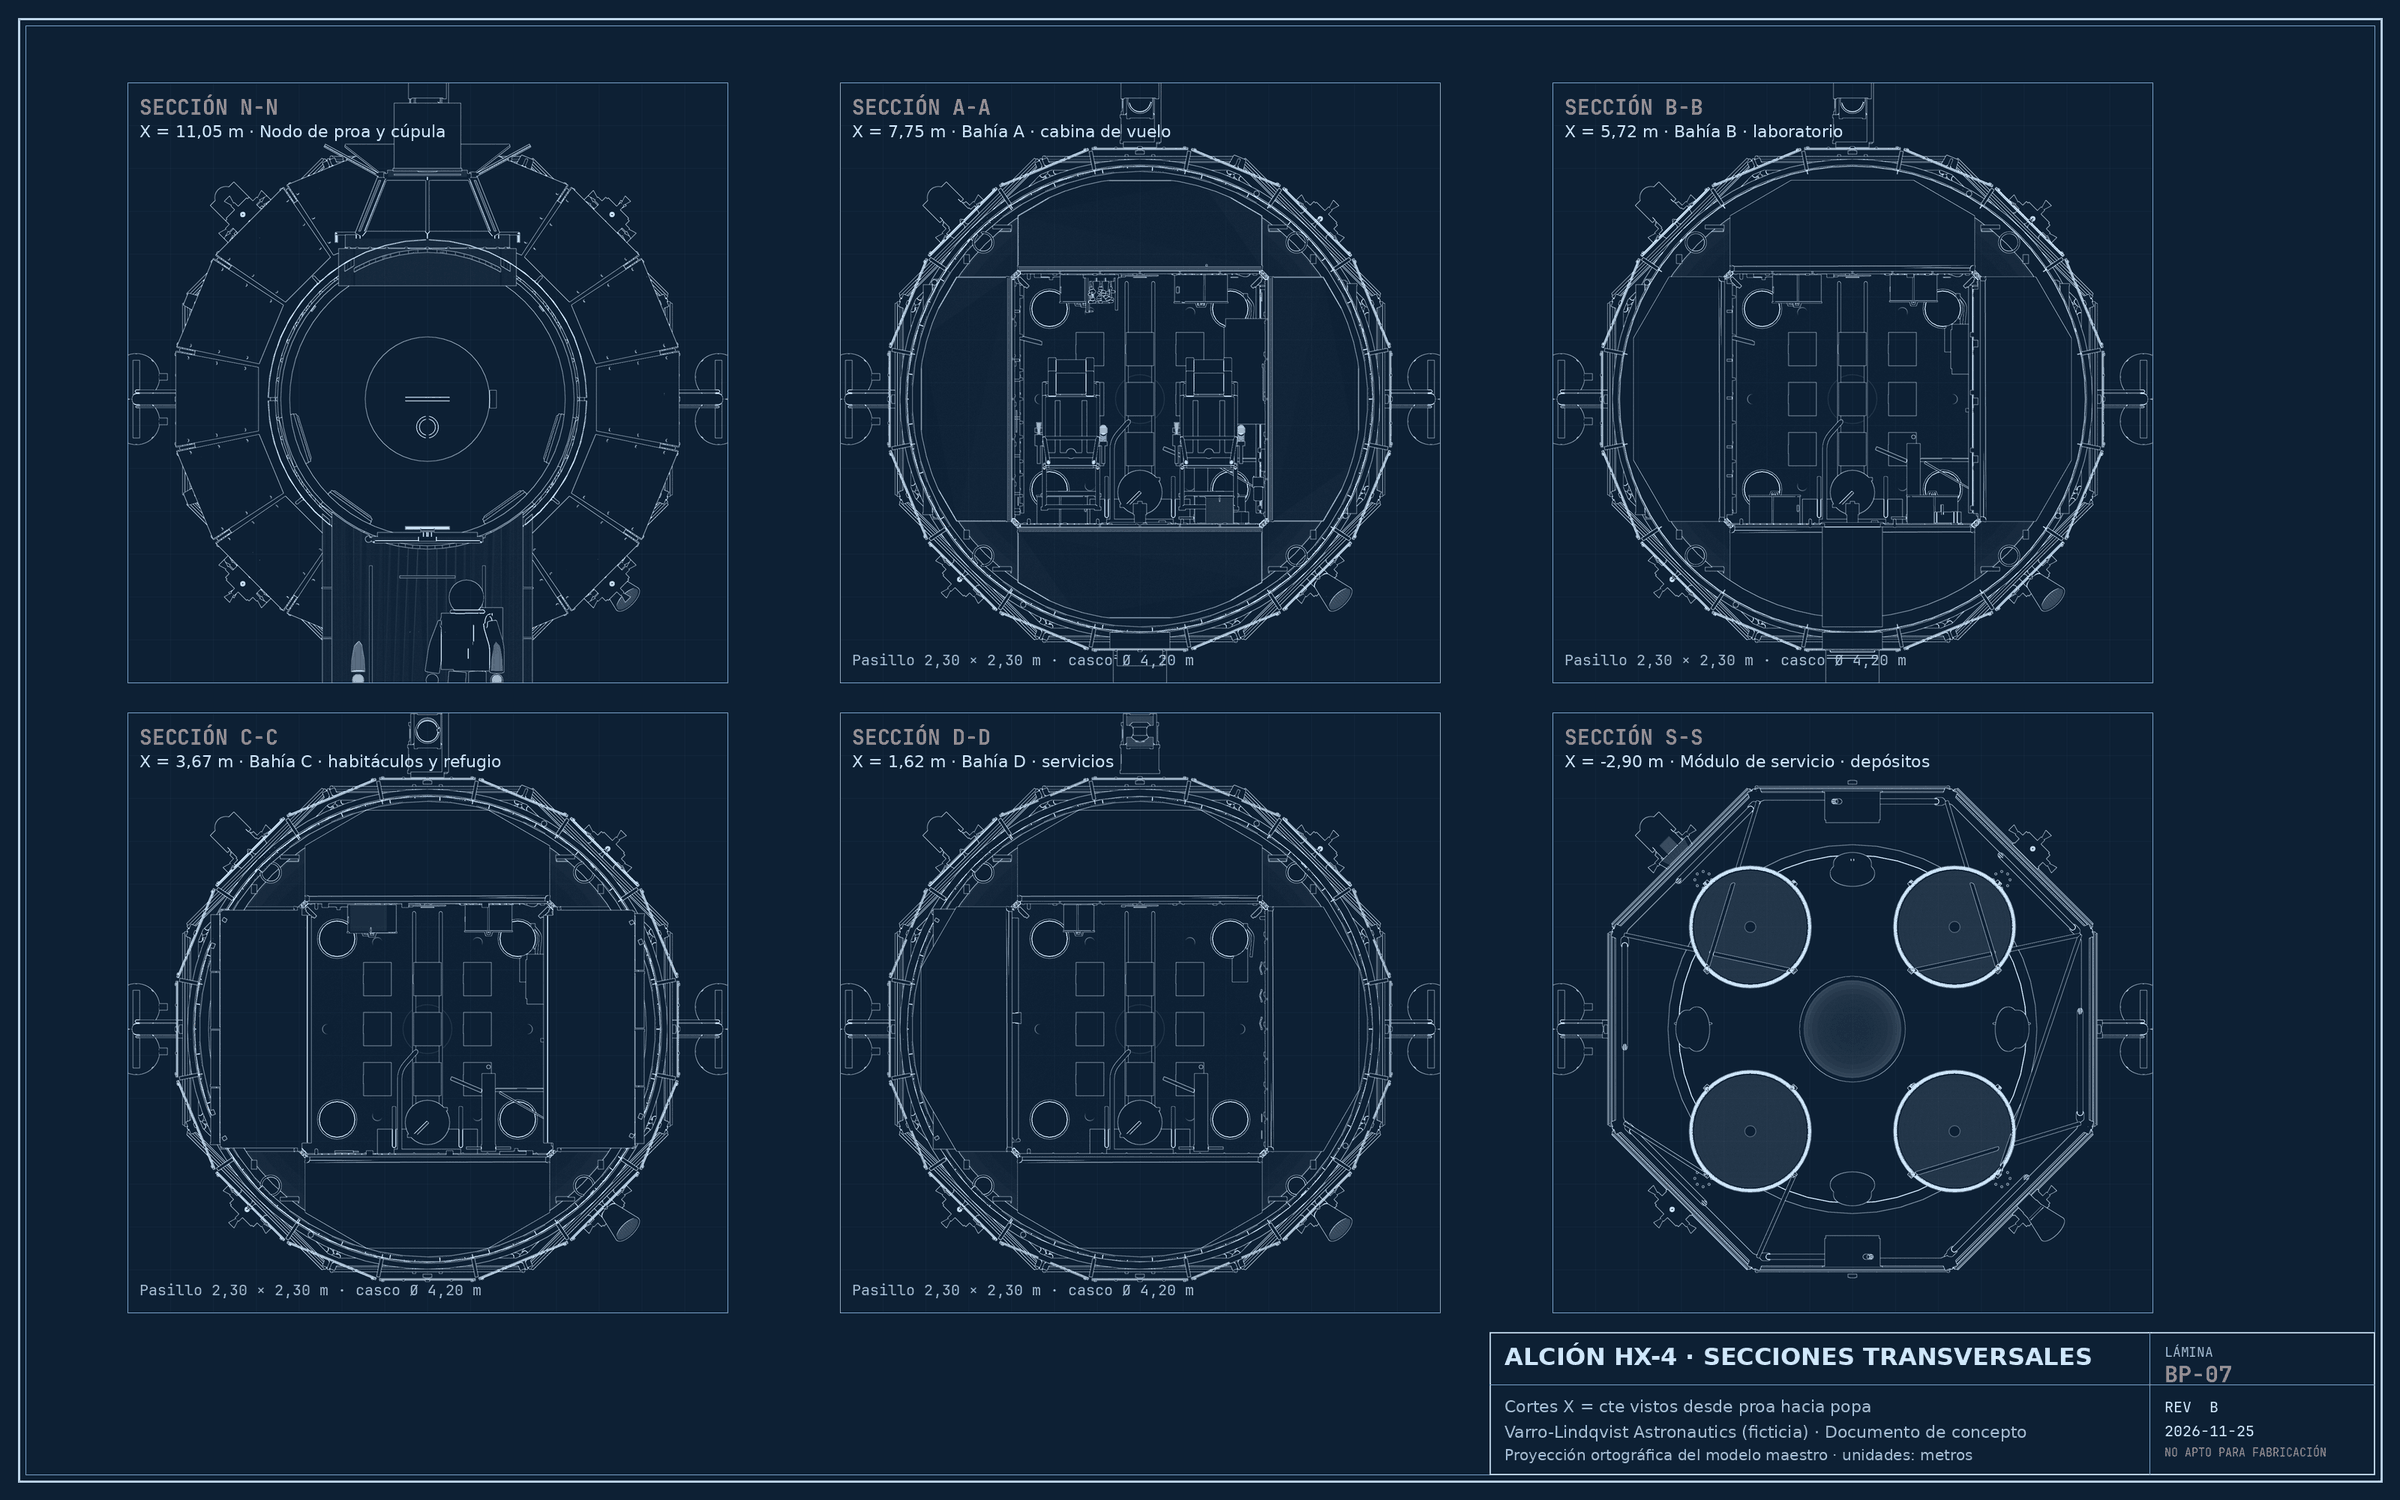 SECCIÓN N-N
X = 11,05 m · Nodo de proa y cúpula
SECCIÓN A-A
X = 7,75 m · Bahía A · cabina de vuelo
Pasillo 2,30 × 2,30 m · casco Ø 4,20 m
SECCIÓN B-B
X = 5,72 m · Bahía B · laboratorio
Pasillo 2,30 × 2,30 m · casco Ø 4,20 m
SECCIÓN C-C
X = 3,67 m · Bahía C · habitáculos y refugio
Pasillo 2,30 × 2,30 m · casco Ø 4,20 m
SECCIÓN D-D
X = 1,62 m · Bahía D · servicios
Pasillo 2,30 × 2,30 m · casco Ø 4,20 m
SECCIÓN S-S
X = -2,90 m · Módulo de servicio · depósitos
ALCIÓN HX-4 · SECCIONES TRANSVERSALES
Cortes X = cte vistos desde proa hacia popa
Varro-Lindqvist Astronautics (ficticia) · Documento de concepto
Proyección ortográfica del modelo maestro · unidades: metros
LÁMINA
BP-07
REV B
2026-11-25
NO APTO PARA FABRICACIÓN